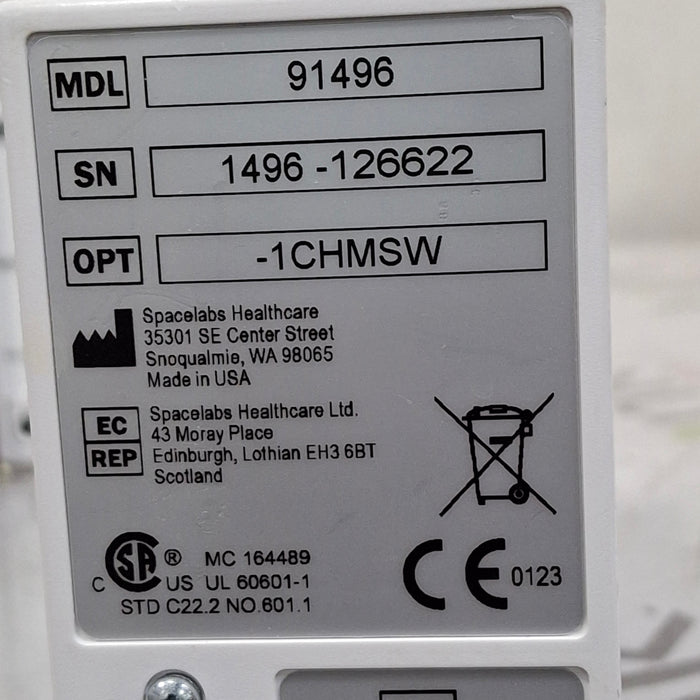 MDL 91496
SN 1496 -126622
OPT -1CHMSW
Spacelabs Healthcare
35301 SE Center Street
Snoqualmie, WA 98065
Made in USA
EC REP
Spacelabs Healthcare Ltd.
43 Moray Place
Edinburgh, Lothian EH3 6BT
Scotland
CSA ® MC 164489
C US UL 60601-1
STD C22.2 NO.601.1
CE 0123